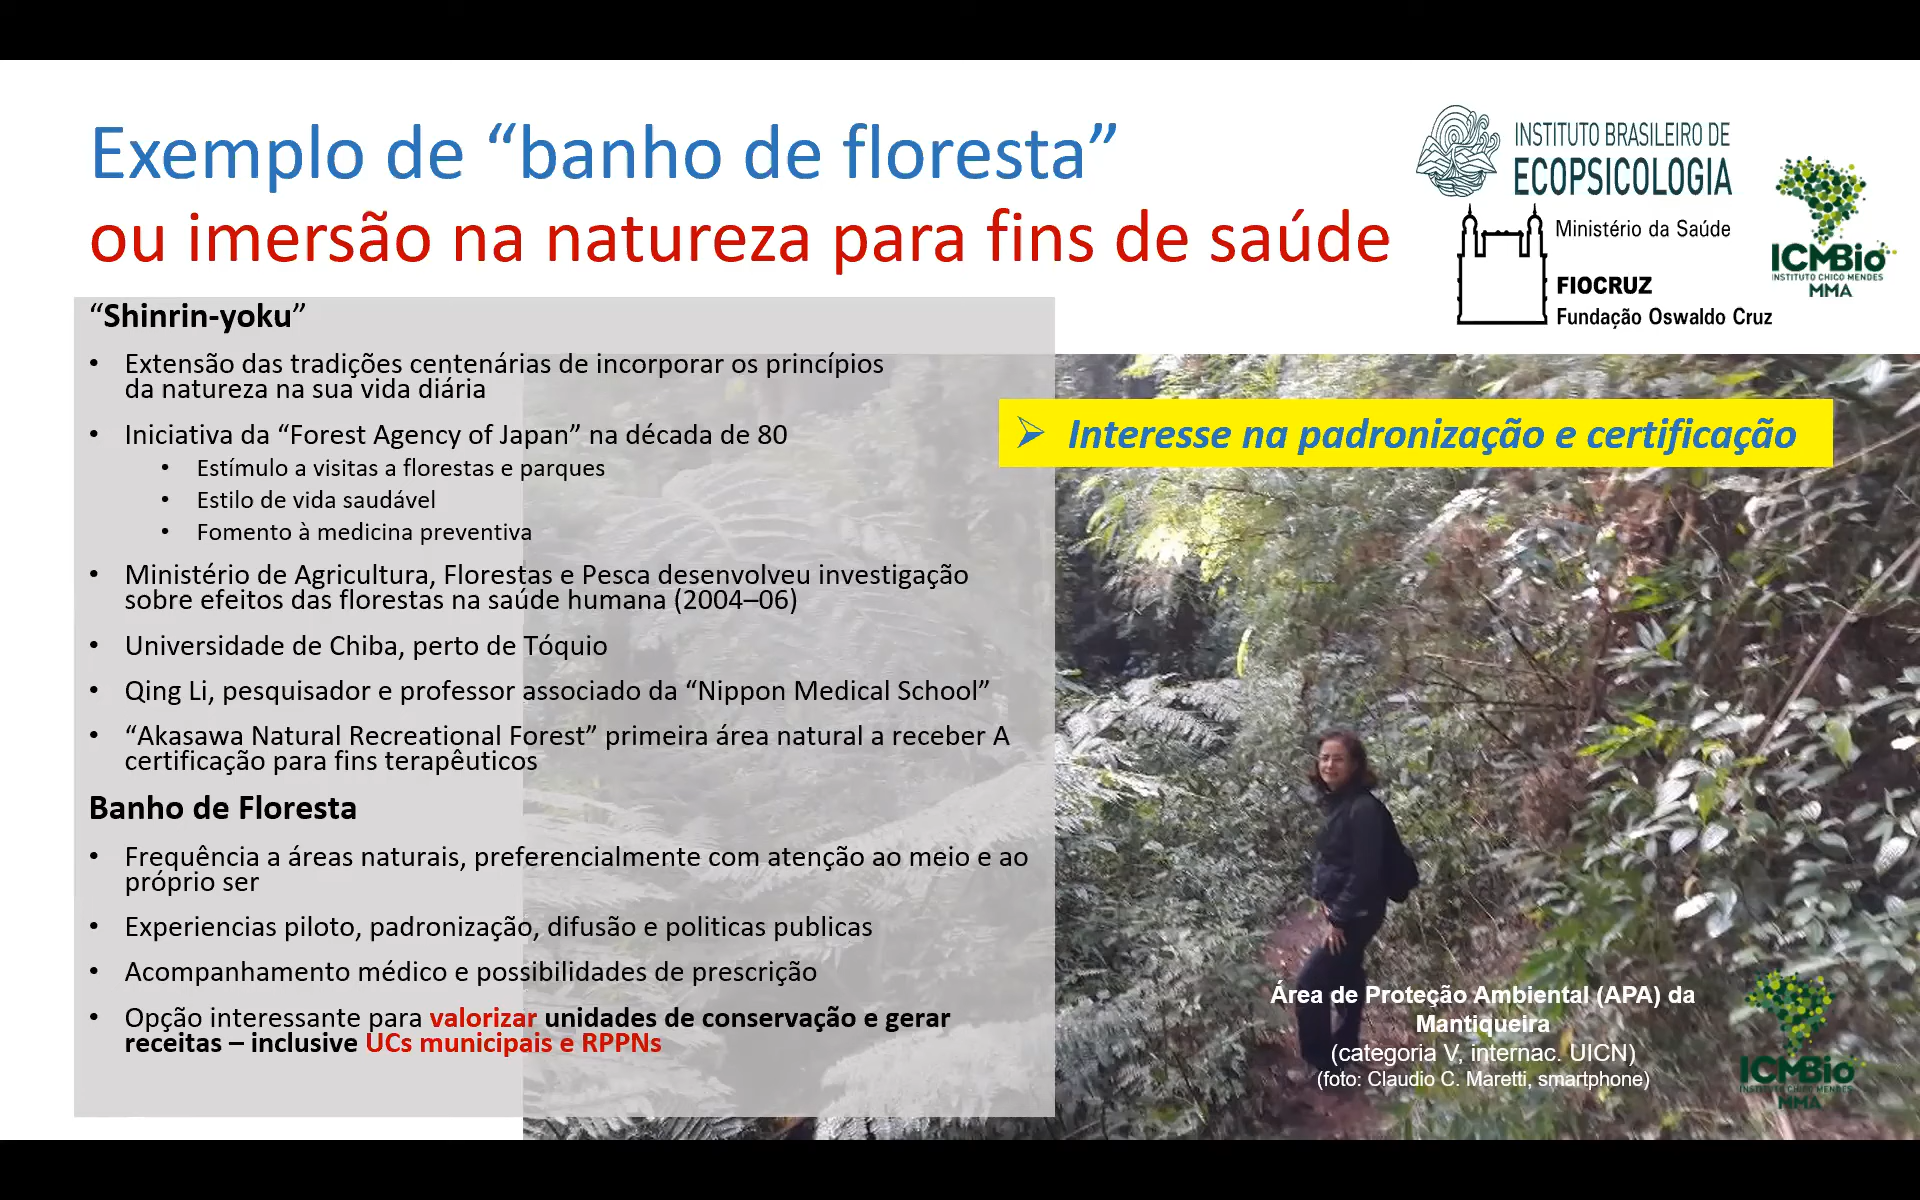 Exemplo de “banho de floresta”
ou imersão na natureza para fins de saúde
INSTITUTO BRASILEIRO DE
ECOPSICOLOGIA
Ministério da Saúde
FIOCRUZ
Fundação Oswaldo Cruz
ICMBio
INSTITUTO CHICO MENDES
MMA
“Shinrin-yoku”
• Extensão das tradições centenárias de incorporar os princípios
da natureza na sua vida diária
• Iniciativa da “Forest Agency of Japan” na década de 80
• Estímulo a visitas a florestas e parques
• Estilo de vida saudável
• Fomento à medicina preventiva
• Ministério de Agricultura, Florestas e Pesca desenvolveu investigação
sobre efeitos das florestas na saúde humana (2004–06)
• Universidade de Chiba, perto de Tóquio
• Qing Li, pesquisador e professor associado da “Nippon Medical School”
• “Akasawa Natural Recreational Forest” primeira área natural a receber A
certificação para fins terapêuticos
Banho de Floresta
• Frequência a áreas naturais, preferencialmente com atenção ao meio e ao
próprio ser
• Experiencias piloto, padronização, difusão e politicas publicas
• Acompanhamento médico e possibilidades de prescrição
• Opção interessante para valorizar unidades de conservação e gerar
receitas – inclusive UCs municipais e RPPNs
➢ Interesse na padronização e certificação
Área de Proteção Ambiental (APA) da
Mantiqueira
(categoria V, internac. UICN)
(foto: Claudio C. Maretti, smartphone)
ICMBio
INSTITUTO CHICO MENDES
MMA